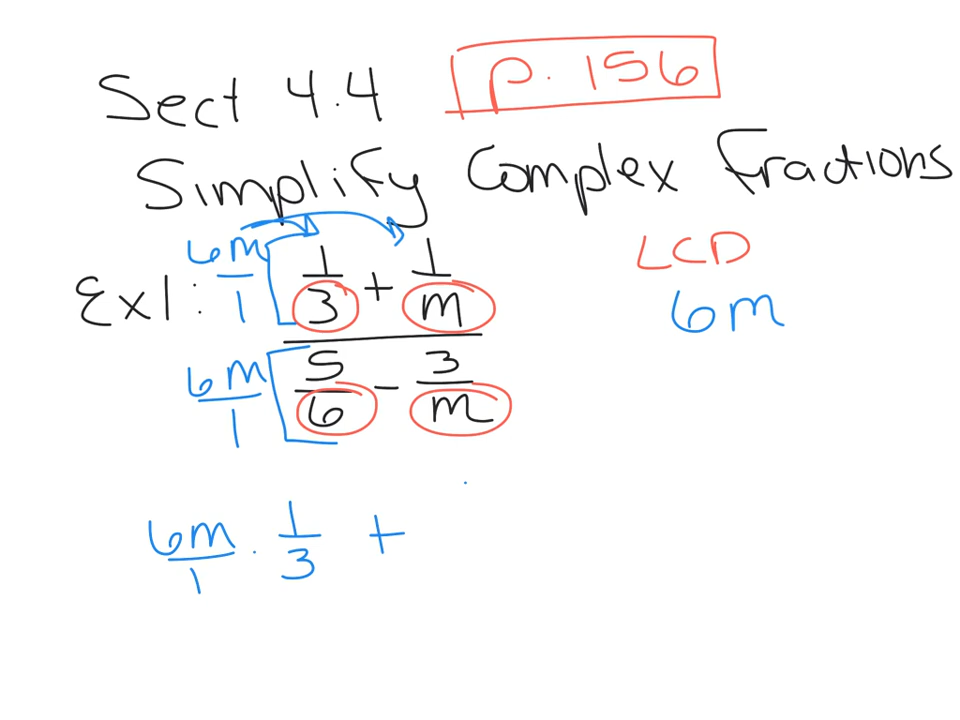 Sect 4.4 p. 156
Simplify Complex Fractions
LCD
6m
Ex1: 6m/1 [ 1/3 + 1/m
6m/1 [ 5/6 - 3/m
6m/1 · 1/3 +